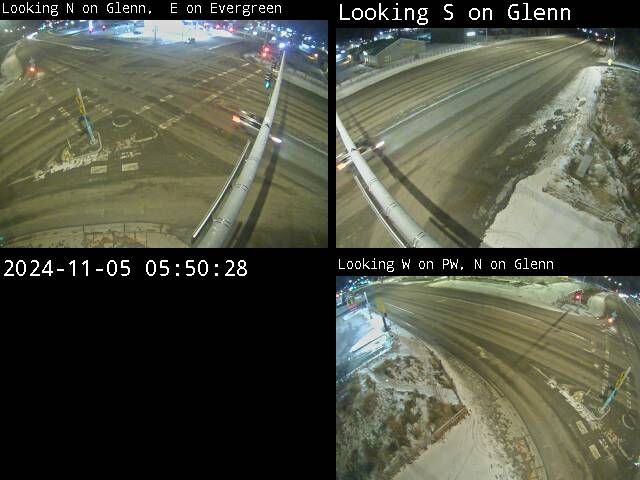 Looking N on Glenn, E on Evergreen
Looking S on Glenn
2024-11-05 05:50:28
Looking W on PW, N on Glenn